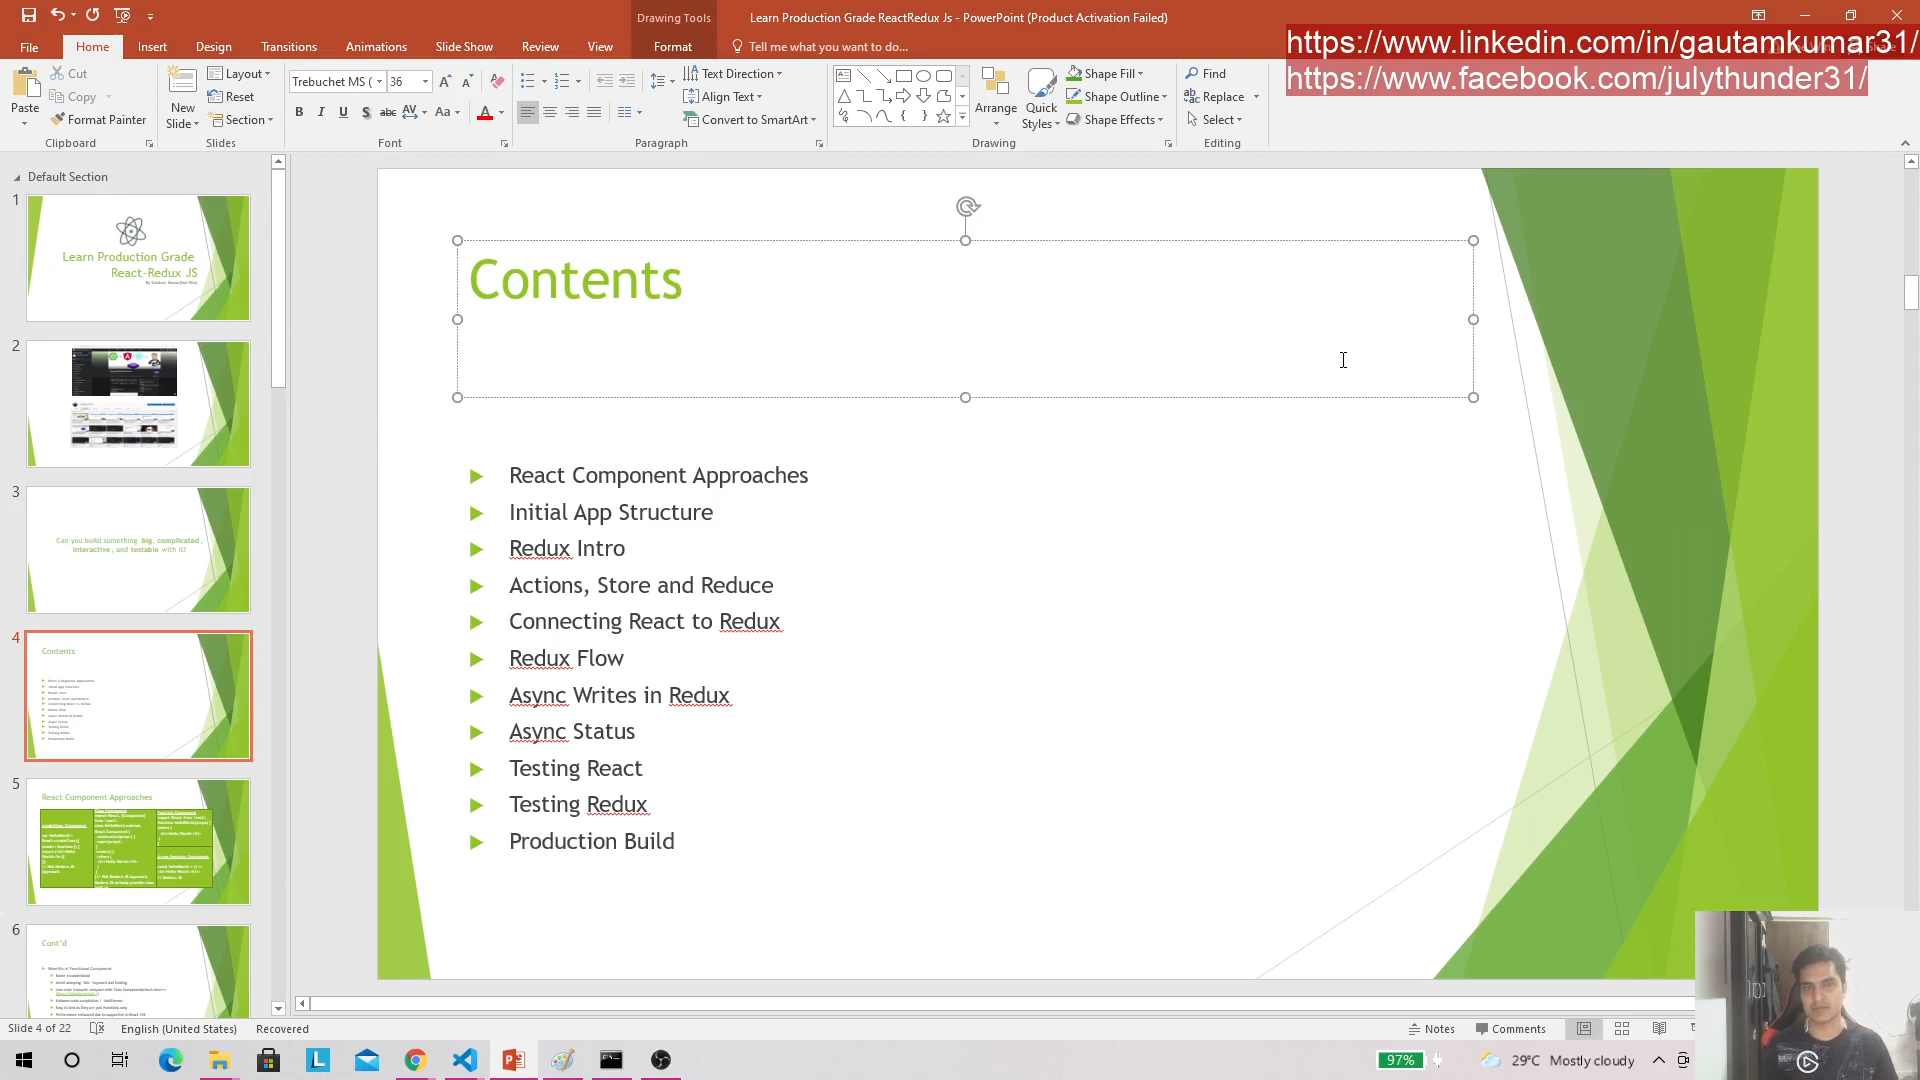 Drawing Tools
Learn Production Grade ReactRedux Js - PowerPoint (Product Activation Failed)
File
Home
Insert
Design
Transitions
Animations
Slide Show
Review
View
Format
Tell me what you want to do...
https://www.linkedin.com/in/gautamkumar31/
https://www.facebook.com/julythunder31/
Paste
Cut
Copy
Format Painter
Clipboard
New Slide
Layout
Reset
Section
Slides
Trebuchet MS (
36
Font
Text Direction
Align Text
Convert to SmartArt
Paragraph
Arrange
Quick Styles
Shape Fill
Shape Outline
Shape Effects
Drawing
Find
Replace
Select
Editing
Default Section
1
Learn Production Grade
React-Redux JS
2
3
Can you build something big, complicated,
interactive, and testable with it?
4
Contents
5
React Component Approaches
6
Cont'd
Contents
React Component Approaches
Initial App Structure
Redux Intro
Actions, Store and Reduce
Connecting React to Redux
Redux Flow
Async Writes in Redux
Async Status
Testing React
Testing Redux
Production Build
Slide 4 of 22
English (United States)
Recovered
Notes
Comments
97%
29°C Mostly cloudy